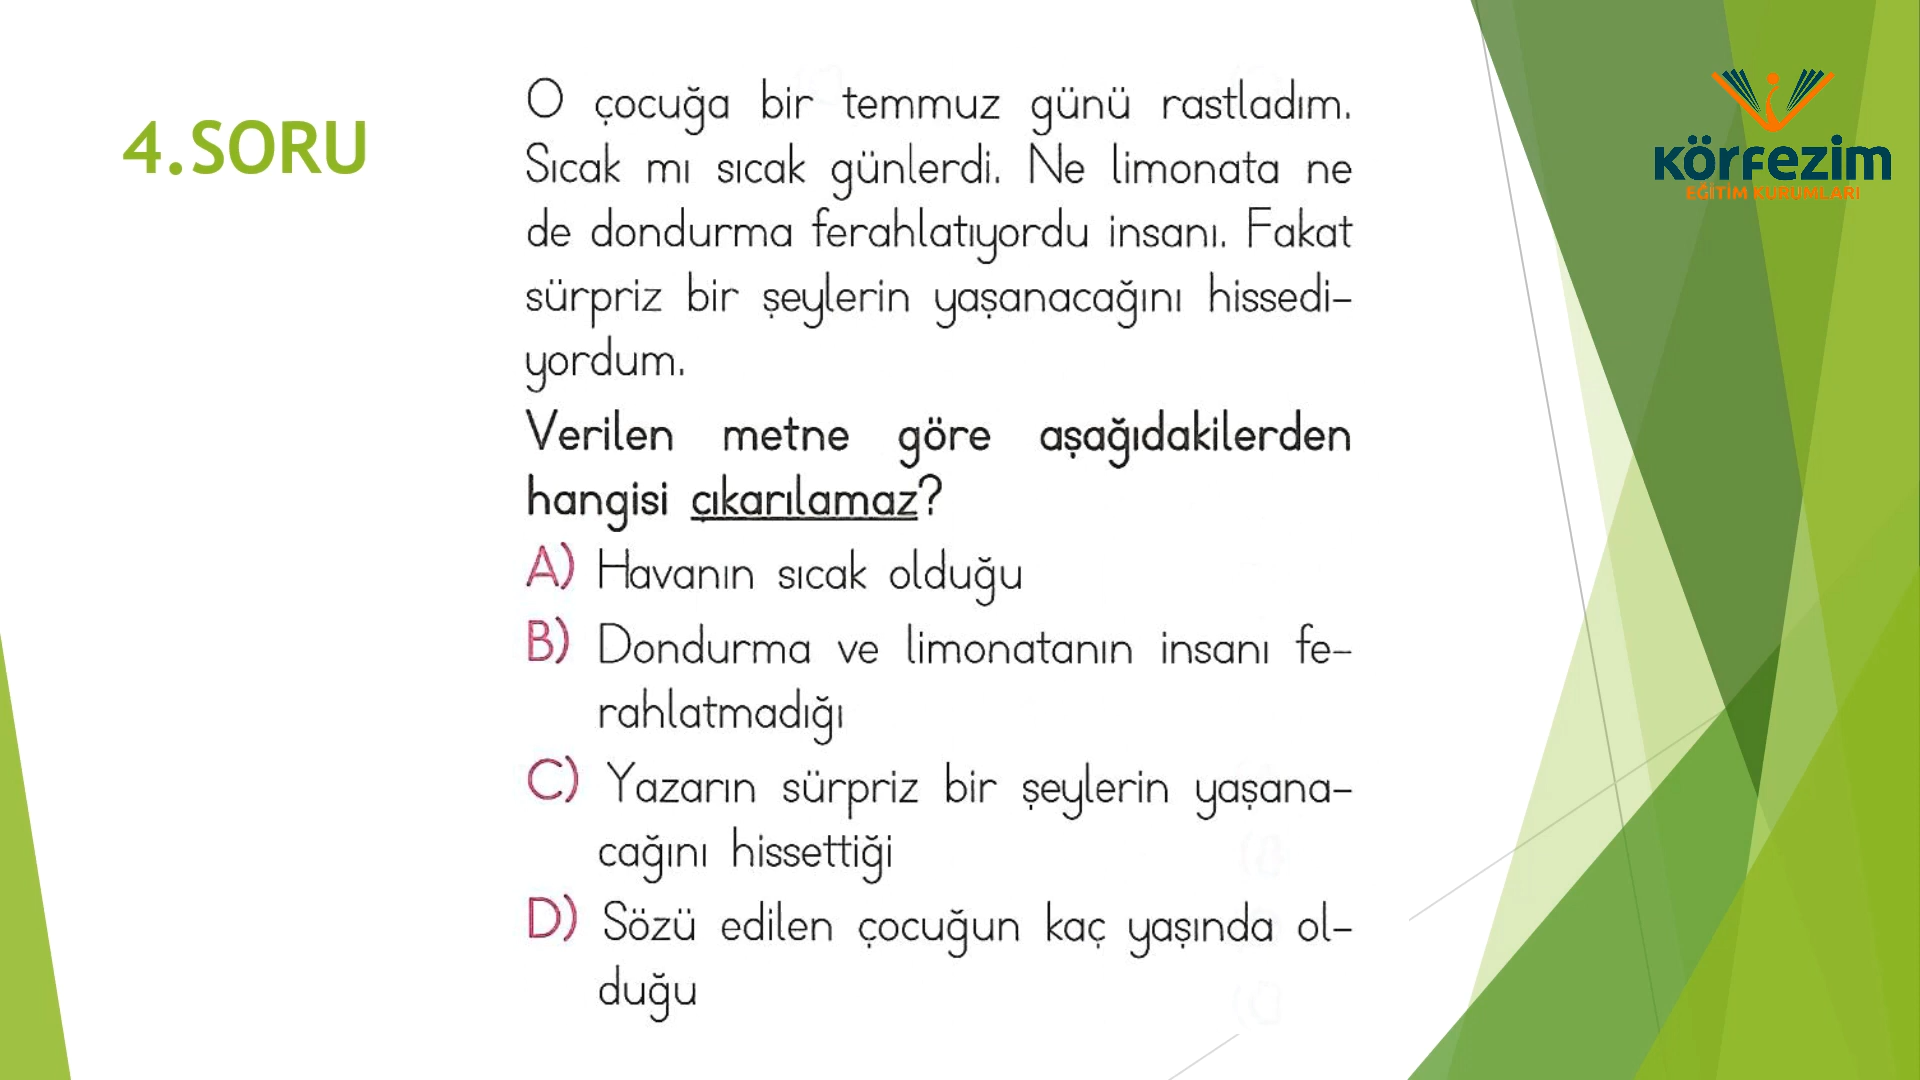 4.SORU
O çocuğa bir temmuz günü rastladım.
Sıcak mı sıcak günlerdi. Ne limonata ne
de dondurma ferahlatıyordu insanı. Fakat
sürpriz bir şeylerin yaşanacağını hissedi-
yordum.
Verilen metne göre aşağıdakilerden
hangisi çıkarılamaz?
A) Havanın sıcak olduğu
B) Dondurma ve limonatanın insanı fe-
rahlatmadığı
C) Yazarın sürpriz bir şeylerin yaşana-
cağını hissettiği
D) Sözü edilen çocuğun kaç yaşında ol-
duğu
Körfezim
EĞİTİM KURUMLARI